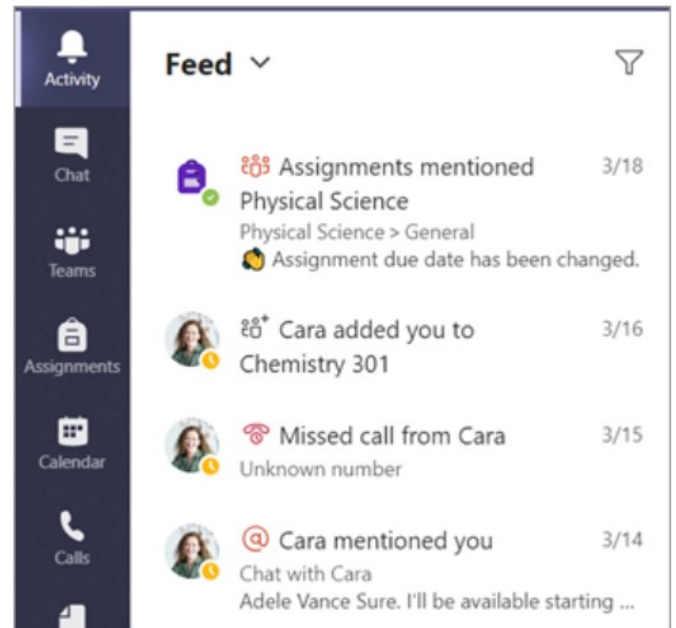 Activity
Chat
Teams
Assignments
Calendar
Calls
Feed
Assignments mentioned 3/18
Physical Science
Physical Science > General
Assignment due date has been changed.
Cara added you to 3/16
Chemistry 301
Missed call from Cara 3/15
Unknown number
@ Cara mentioned you 3/14
Chat with Cara
Adele Vance Sure. I'll be available starting ...